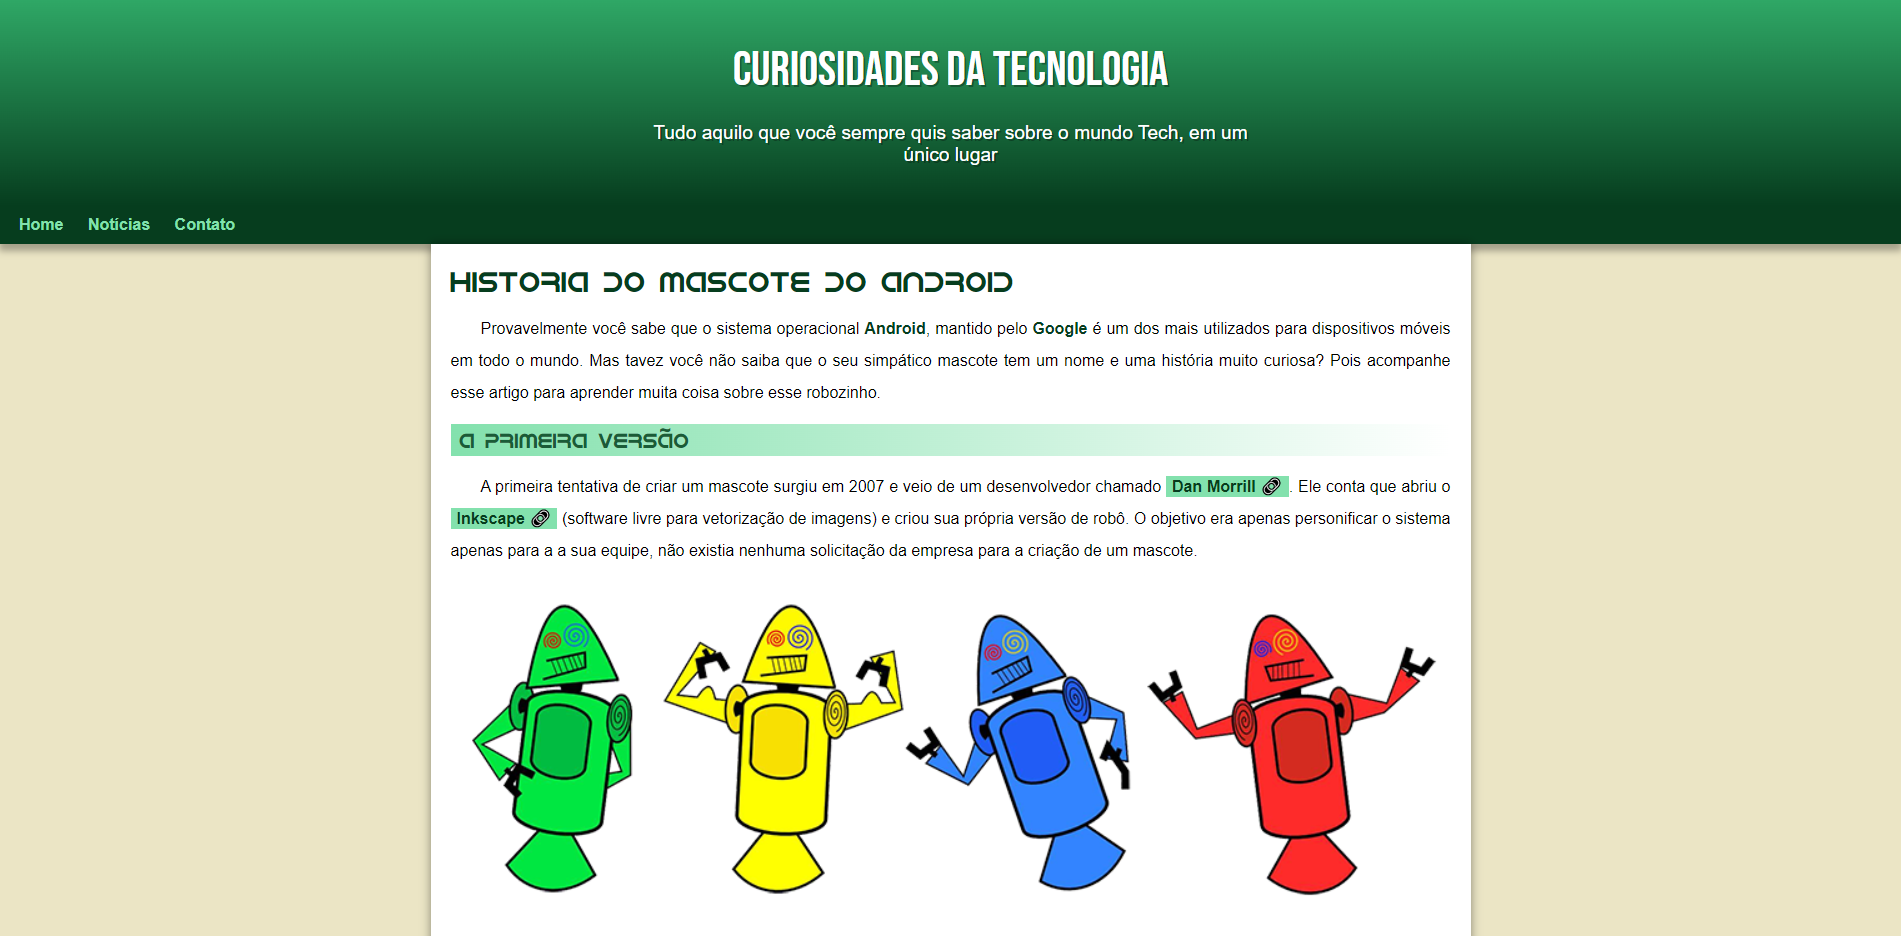 CURIOSIDADES DA TECNOLOGIA
Tudo aquilo que você sempre quis saber sobre o mundo Tech, em um
único lugar
Home Notícias Contato
HISTORIA DO MASCOTE DO ANDROID
Provavelmente você sabe que o sistema operacional Android, mantido pelo Google é um dos mais utilizados para dispositivos móveis
em todo o mundo. Mas tavez você não saiba que o seu simpático mascote tem um nome e uma história muito curiosa? Pois acompanhe
esse artigo para aprender muita coisa sobre esse robozinho.
A PRIMEIRA VERSÃO
A primeira tentativa de criar um mascote surgiu em 2007 e veio de um desenvolvedor chamado Dan Morrill . Ele conta que abriu o
Inkscape (software livre para vetorização de imagens) e criou sua própria versão de robô. O objetivo era apenas personificar o sistema
apenas para a a sua equipe, não existia nenhuma solicitação da empresa para a criação de um mascote.